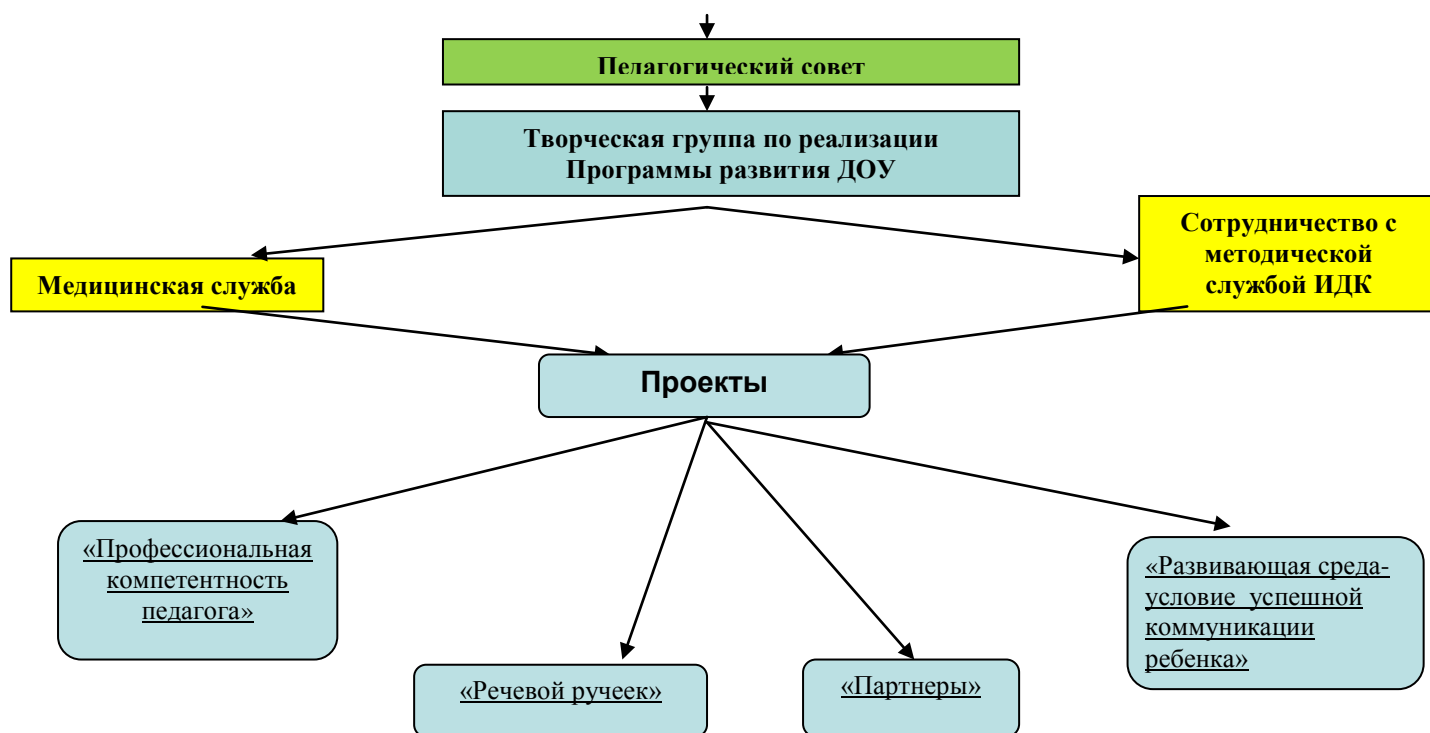 Педагогический совет
Творческая группа по реализации
Программы развития ДОУ
Сотрудничество с
методической
службой ИДК
Медицинская служба
Проекты
«Профессиональная
компетентность
педагога»
«Развивающая среда-
условие успешной
коммуникации
ребенка»
«Речевой ручеек»
«Партнеры»